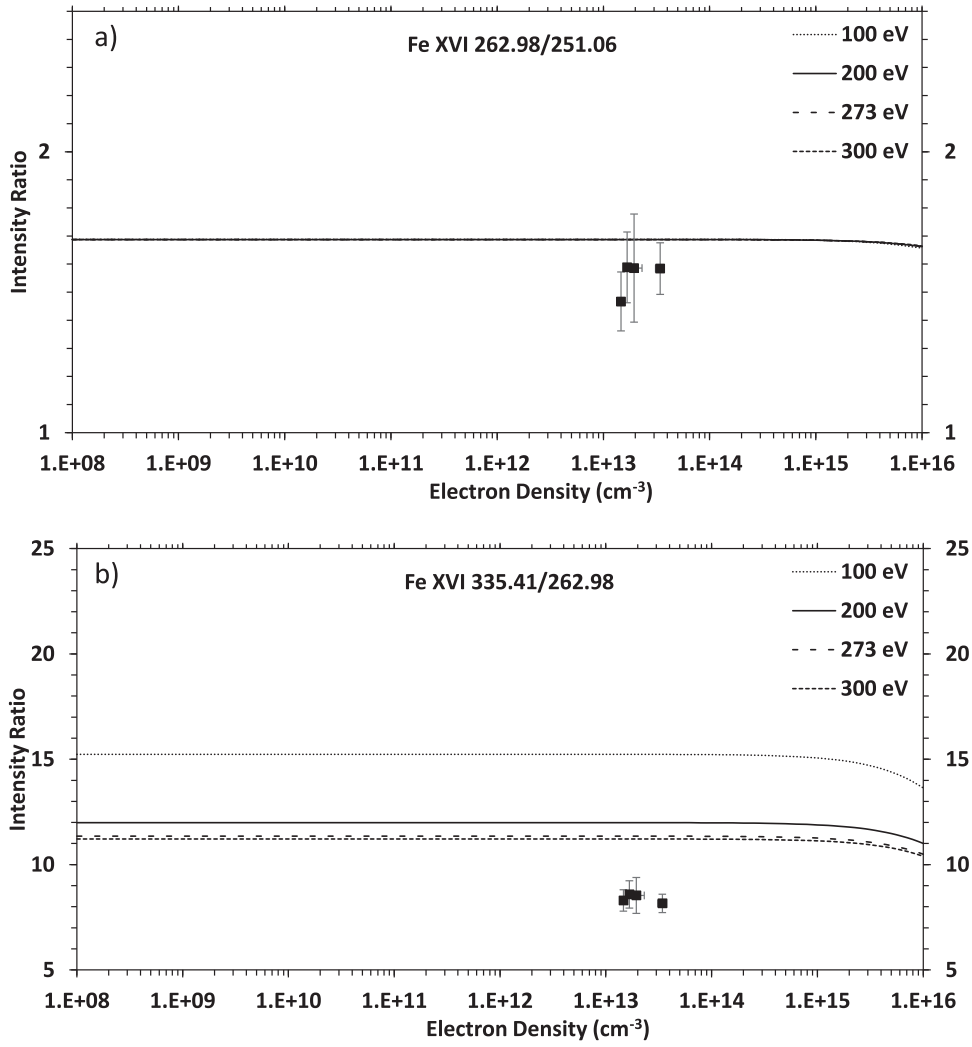 a)
Fe XVI 262.98/251.06
100 eV
200 eV
273 eV
300 eV
Intensity Ratio
2
2
1
1
1.E+08 1.E+09 1.E+10 1.E+11 1.E+12 1.E+13 1.E+14 1.E+15 1.E+16
Electron Density (cm-3)
b)
Fe XVI 335.41/262.98
100 eV
200 eV
273 eV
300 eV
Intensity Ratio
25
25
20
20
15
15
10
10
5
5
1.E+08 1.E+09 1.E+10 1.E+11 1.E+12 1.E+13 1.E+14 1.E+15 1.E+16
Electron Density (cm-3)